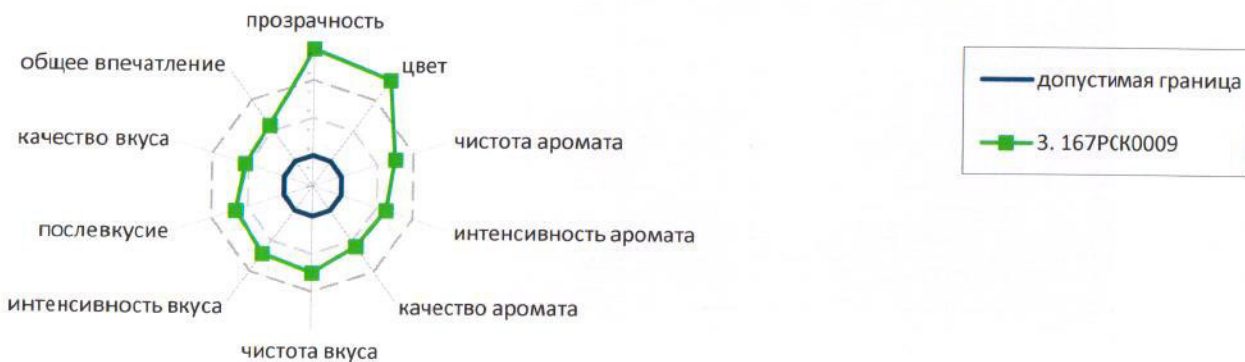 прозрачность
общее впечатление
цвет
качество вкуса
чистота аромата
послевкусие
интенсивность аромата
интенсивность вкуса
качество аромата
чистота вкуса
допустимая граница
3. 167РСК0009